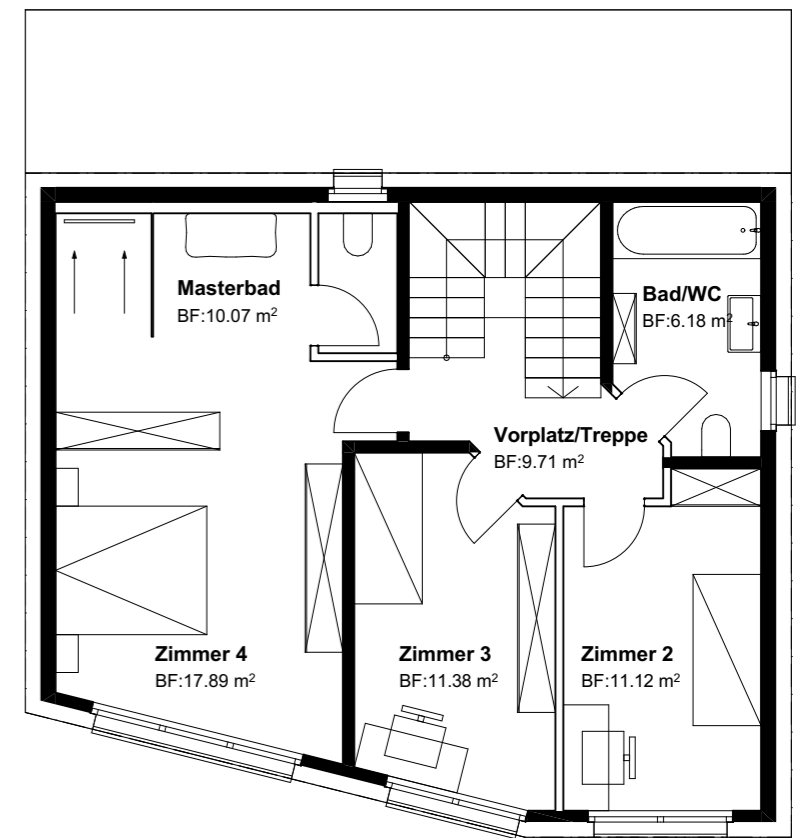 Masterbad
BF:10.07 m²
Bad/WC
BF:6.18 m²
Vorplatz/Treppe
BF:9.71 m²
Zimmer 4
BF:17.89 m²
Zimmer 3
BF:11.38 m²
Zimmer 2
BF:11.12 m²